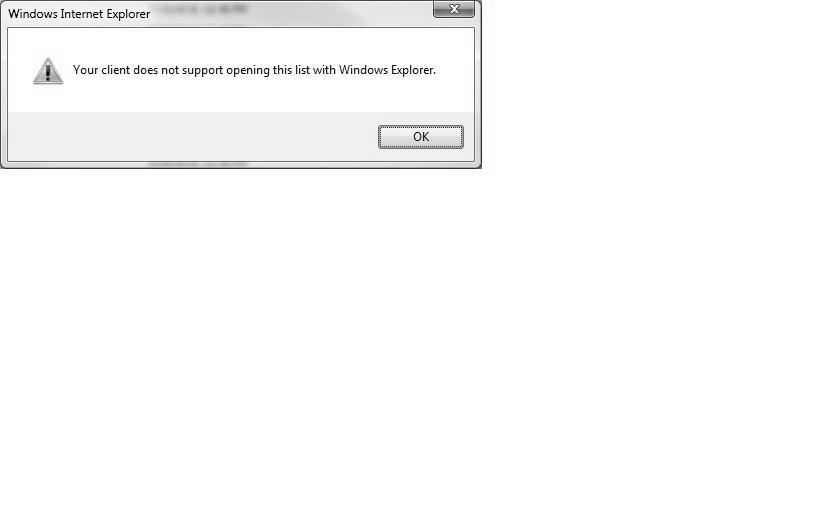 Windows Internet Explorer
Your client does not support opening this list with Windows Explorer.
OK